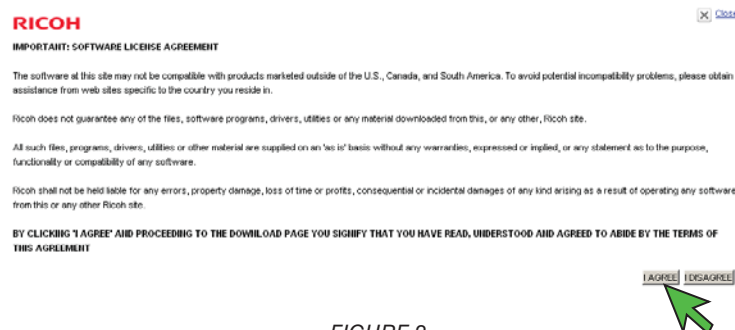 Close
RICOH
IMPORTANT: SOFTWARE LICENSE AGREEMENT
The software at this site may not be compatible with products marketed outside of the U.S., Canada, and South America. To avoid potential incompatibility problems, please obtain
assistance from web sites specific to the country you reside in.
Ricoh does not guarantee any of the files, software programs, drivers, utilities or any material downloaded from this, or any other, Ricoh site.
All such files, programs, drivers, utilities or other material are supplied on an 'as is' basis without any warranties, expressed or implied, or any statement as to the purpose,
functionality or compatibility of any software.
Ricoh shall not be held liable for any errors, property damage, loss of time or profits, consequential or incidental damages of any kind arising as a result of operating any software
from this or any other Ricoh site.
BY CLICKING 'I AGREE' AND PROCEEDING TO THE DOWNLOAD PAGE YOU SIGNIFY THAT YOU HAVE READ, UNDERSTOOD AND AGREED TO ABIDE BY THE TERMS OF
THIS AGREEMENT
I AGREE I DISAGREE